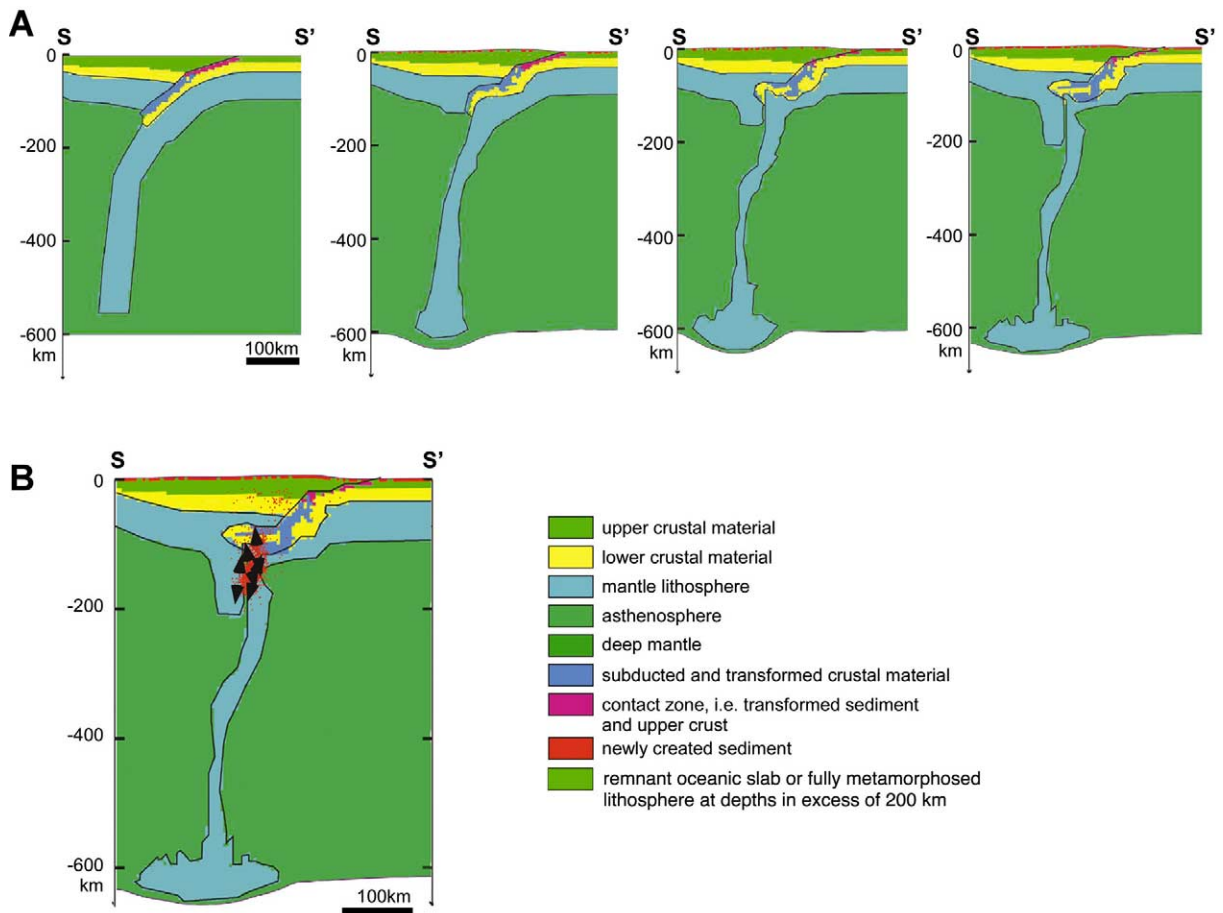 A
S S'
0
-200
-400
-600
km
100km
S S'
0
-200
-400
-600
km
S S'
0
-200
-400
-600
km
S S'
0
-200
-400
-600
km
B
S S'
0
-200
-400
-600
km
100km
upper crustal material
lower crustal material
mantle lithosphere
asthenosphere
deep mantle
subducted and transformed crustal material
contact zone, i.e. transformed sediment
and upper crust
newly created sediment
remnant oceanic slab or fully metamorphosed
lithosphere at depths in excess of 200 km